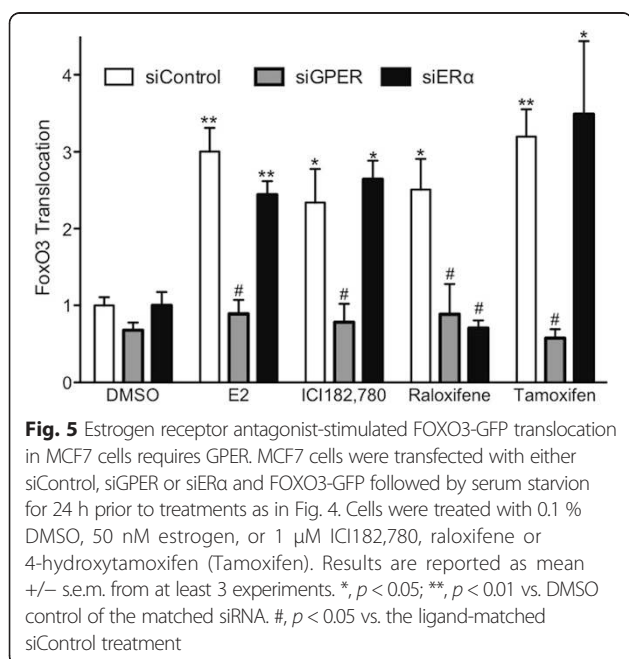 siControl siGPER siERα
FoxO3 Translocation
4
3
2
1
0
** # ** * # * * # # ** # *
DMSO E2 ICI182,780 Raloxifene Tamoxifen
Fig. 5 Estrogen receptor antagonist-stimulated FOXO3-GFP translocation
in MCF7 cells requires GPER. MCF7 cells were transfected with either
siControl, siGPER or siERα and FOXO3-GFP followed by serum starvion
for 24 h prior to treatments as in Fig. 4. Cells were treated with 0.1 %
DMSO, 50 nM estrogen, or 1 μM ICI182,780, raloxifene or
4-hydroxytamoxifen (Tamoxifen). Results are reported as mean
+/− s.e.m. from at least 3 experiments. *, p < 0.05; **, p < 0.01 vs. DMSO
control of the matched siRNA. #, p < 0.05 vs. the ligand-matched
siControl treatment